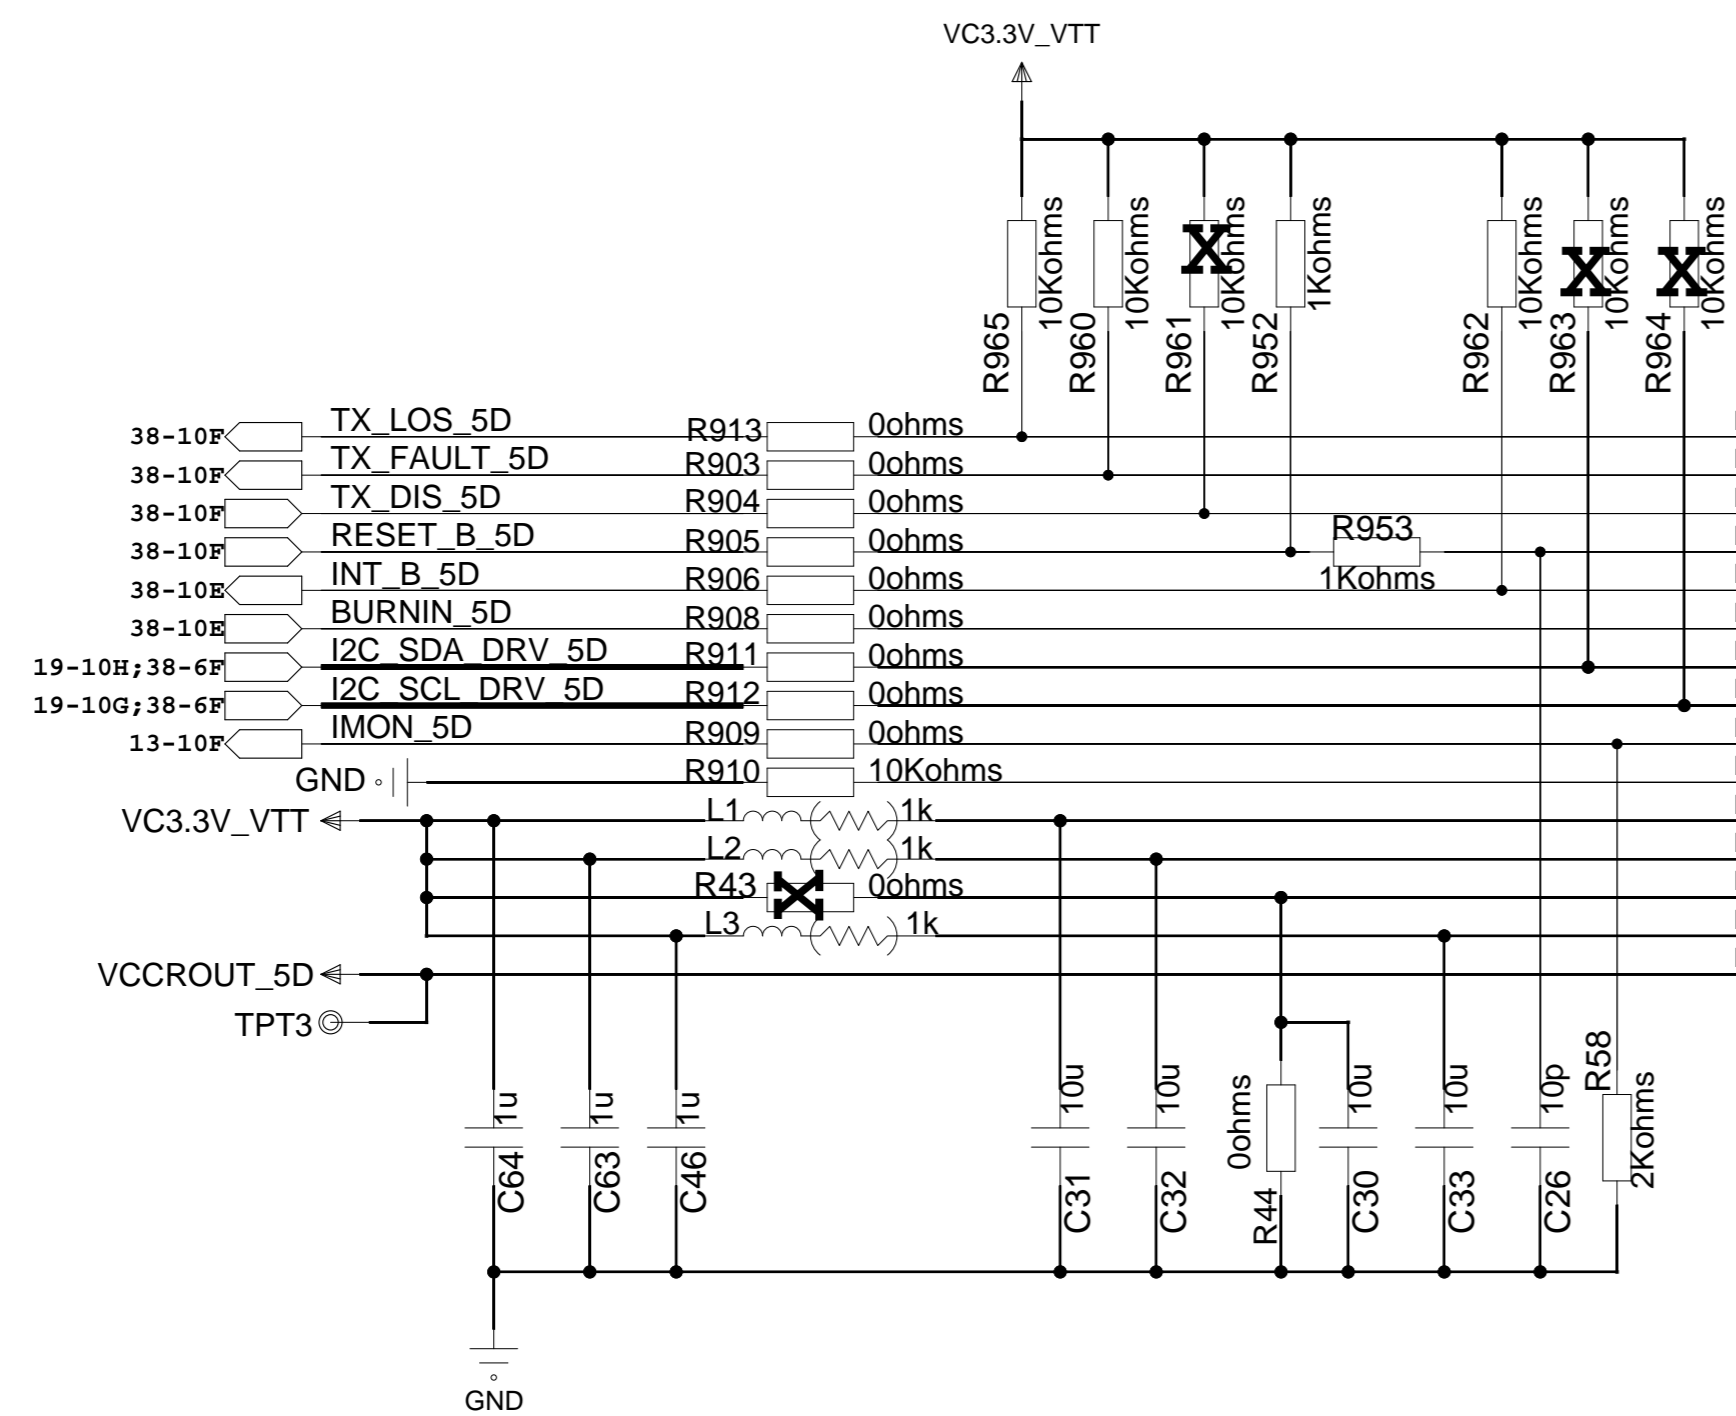 VC3.3V_VTT
10Kohms 10Kohms 10Kohms 1Kohms 10Kohms 10Kohms 10Kohms
X X X
R965 R960 R961 R952 R962 R963 R964
38-10F TX_LOS_5D R913 0ohms
38-10F TX_FAULT_5D R903 0ohms
38-10F TX_DIS_5D R904 0ohms
38-10F RESET_B_5D R905 0ohms R953
1Kohms
38-10E INT_B_5D R906 0ohms
38-10E BURNIN_5D R908 0ohms
19-10H;38-6F I2C_SDA_DRV_5D R911 0ohms
19-10G;38-6F I2C_SCL_DRV_5D R912 0ohms
13-10F IMON_5D R909 0ohms
GND R910 10Kohms
VC3.3V_VTT L1 1k
L2 1k
R43 X 0ohms
L3 1k
VCCROUT_5D
TPT3
1u 1u 1u 10u 10u 0ohms 10u 10u 10p R58 2Kohms
C64 C63 C46 C31 C32 R44 C30 C33 C26
GND